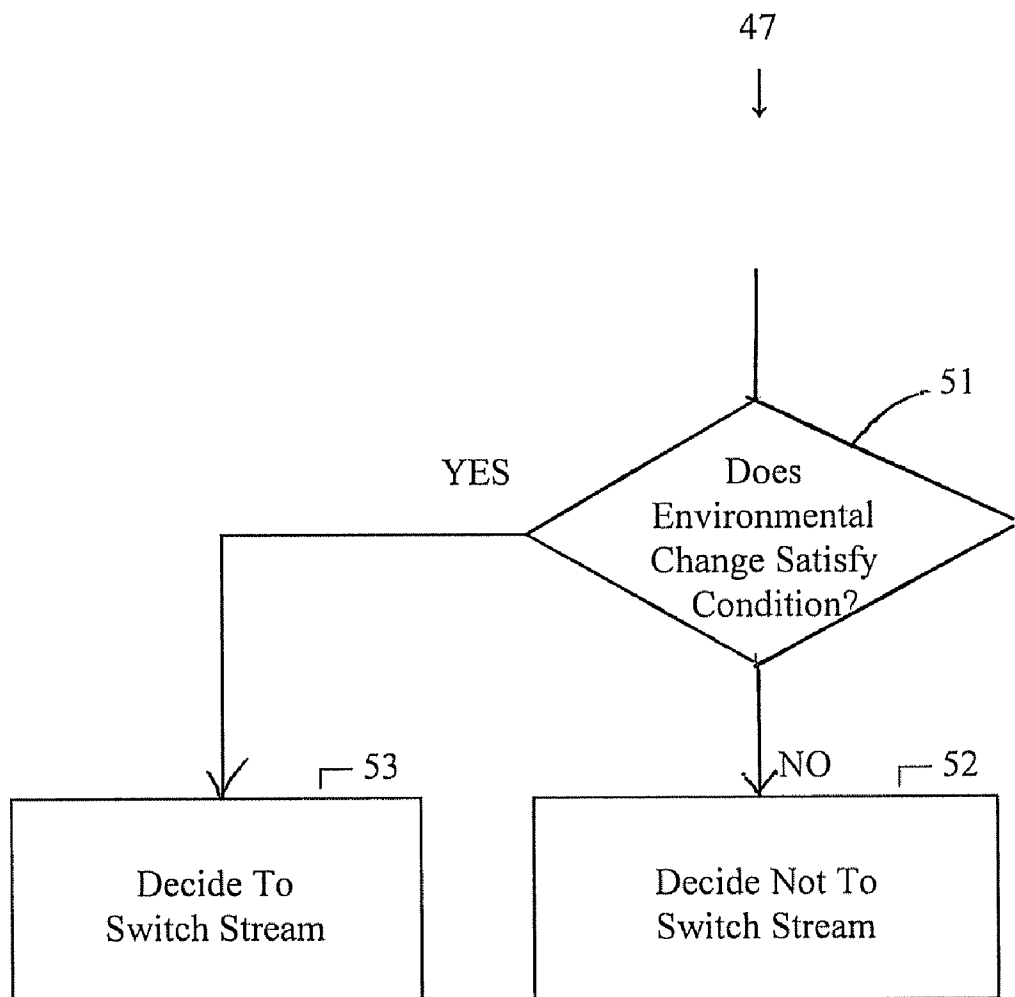 47
51
YES
Does
Environmental
Change Satisfy
Condition?
53
NO
52
Decide To
Switch Stream
Decide Not To
Switch Stream